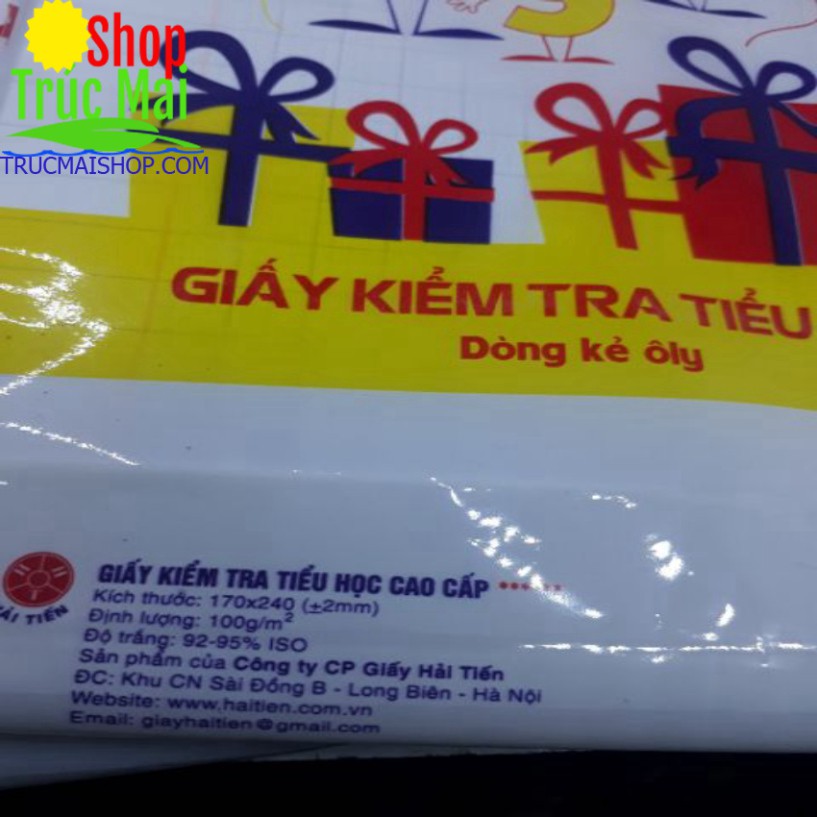 Shop
Trúc Mai
TRUCMAISHOP.COM
GIẤY KIỂM TRA TIỂU
Dòng kẻ ôly
HẢI TIẾN
GIẤY KIỂM TRA TIỂU HỌC CAO CẤP ******
Kích thước: 170x240 (±2mm)
Định lượng: 100g/m²
Độ trắng: 92-95% ISO
Sản phẩm của Công ty CP Giấy Hải Tiến
ĐC: Khu CN Sài Đồng B - Long Biên - Hà Nội
Website: www.haitien.com.vn
Email: giayhaitien@gmail.com